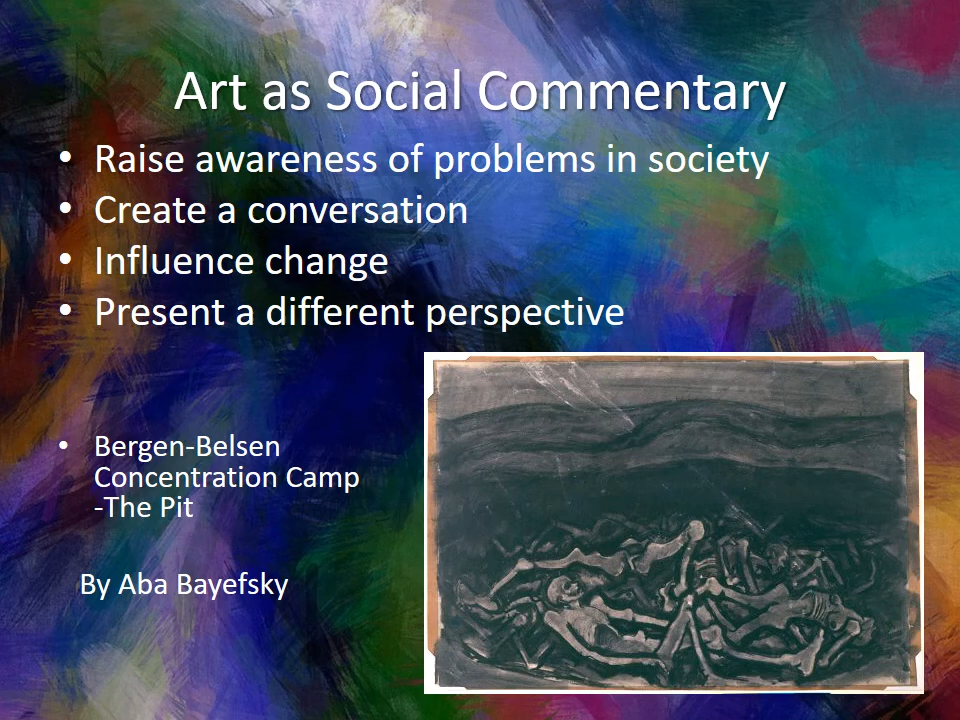 Art as Social Commentary
• Raise awareness of problems in society
• Create a conversation
• Influence change
• Present a different perspective
• Bergen-Belsen
Concentration Camp
-The Pit
By Aba Bayefsky